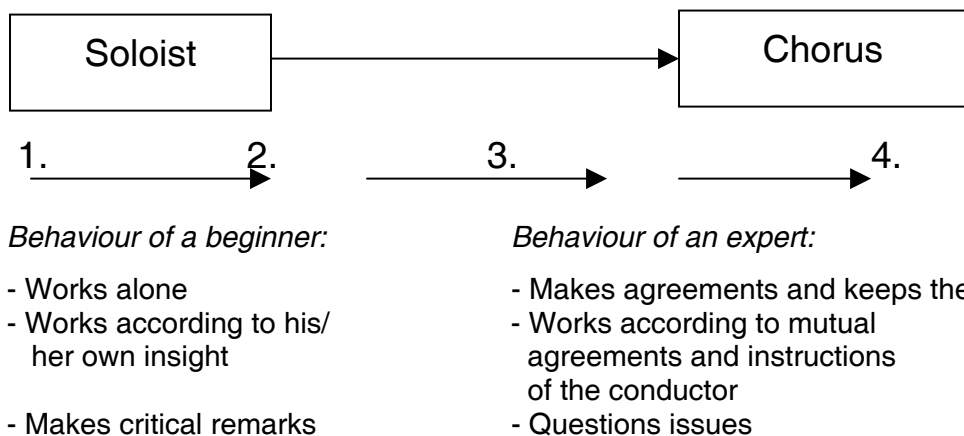 Soloist
Chorus
1.
2.
3.
4.
Behaviour of a beginner:
- Works alone
- Works according to his/
her own insight
- Makes critical remarks
Behaviour of an expert:
- Makes agreements and keeps the
- Works according to mutual
agreements and instructions
of the conductor
- Questions issues